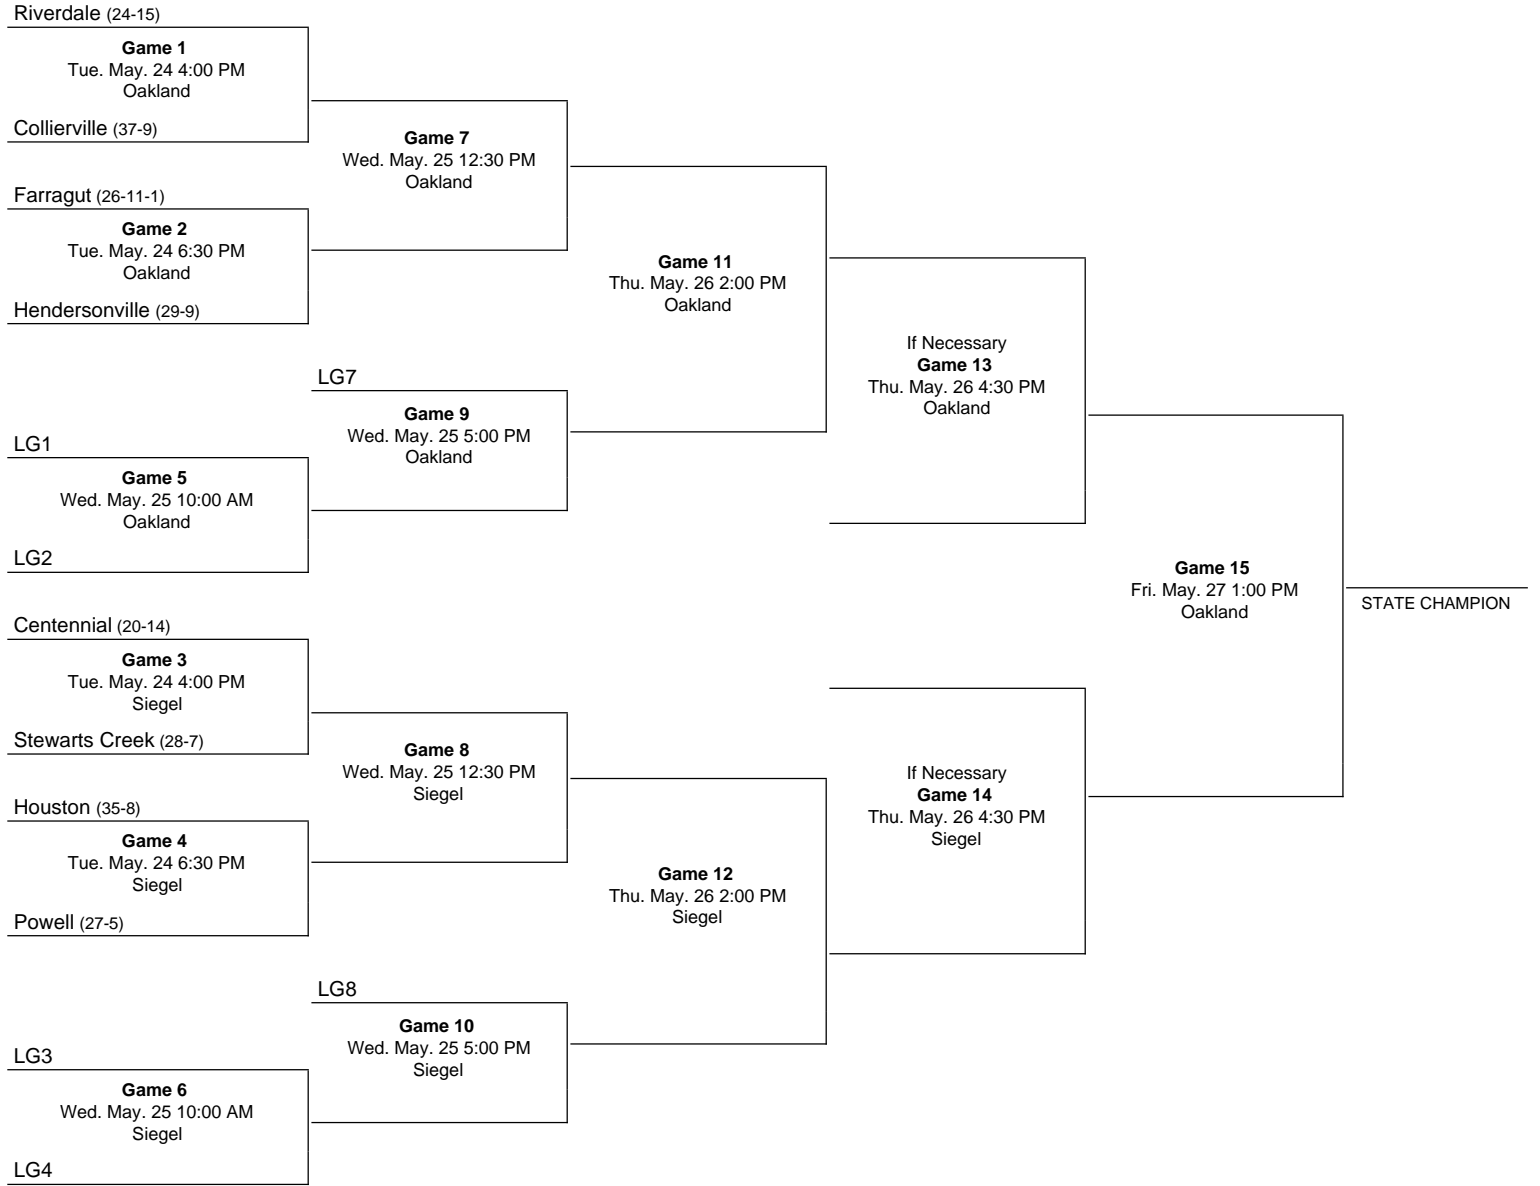 Riverdale (24-15)
Game 1
Tue. May. 24 4:00 PM
Oakland
Collierville (37-9)
Farragut (26-11-1)
Game 2
Tue. May. 24 6:30 PM
Oakland
Hendersonville (29-9)
LG1
Game 5
Wed. May. 25 10:00 AM
Oakland
LG2
Centennial (20-14)
Game 3
Tue. May. 24 4:00 PM
Siegel
Stewarts Creek (28-7)
Houston (35-8)
Game 4
Tue. May. 24 6:30 PM
Siegel
Powell (27-5)
LG3
Game 6
Wed. May. 25 10:00 AM
Siegel
LG4
Game 7
Wed. May. 25 12:30 PM
Oakland
LG7
Game 9
Wed. May. 25 5:00 PM
Oakland
Game 8
Wed. May. 25 12:30 PM
Siegel
LG8
Game 10
Wed. May. 25 5:00 PM
Siegel
Game 11
Thu. May. 26 2:00 PM
Oakland
Game 12
Thu. May. 26 2:00 PM
Siegel
If Necessary
Game 13
Thu. May. 26 4:30 PM
Oakland
If Necessary
Game 14
Thu. May. 26 4:30 PM
Siegel
Game 15
Fri. May. 27 1:00 PM
Oakland
STATE CHAMPION